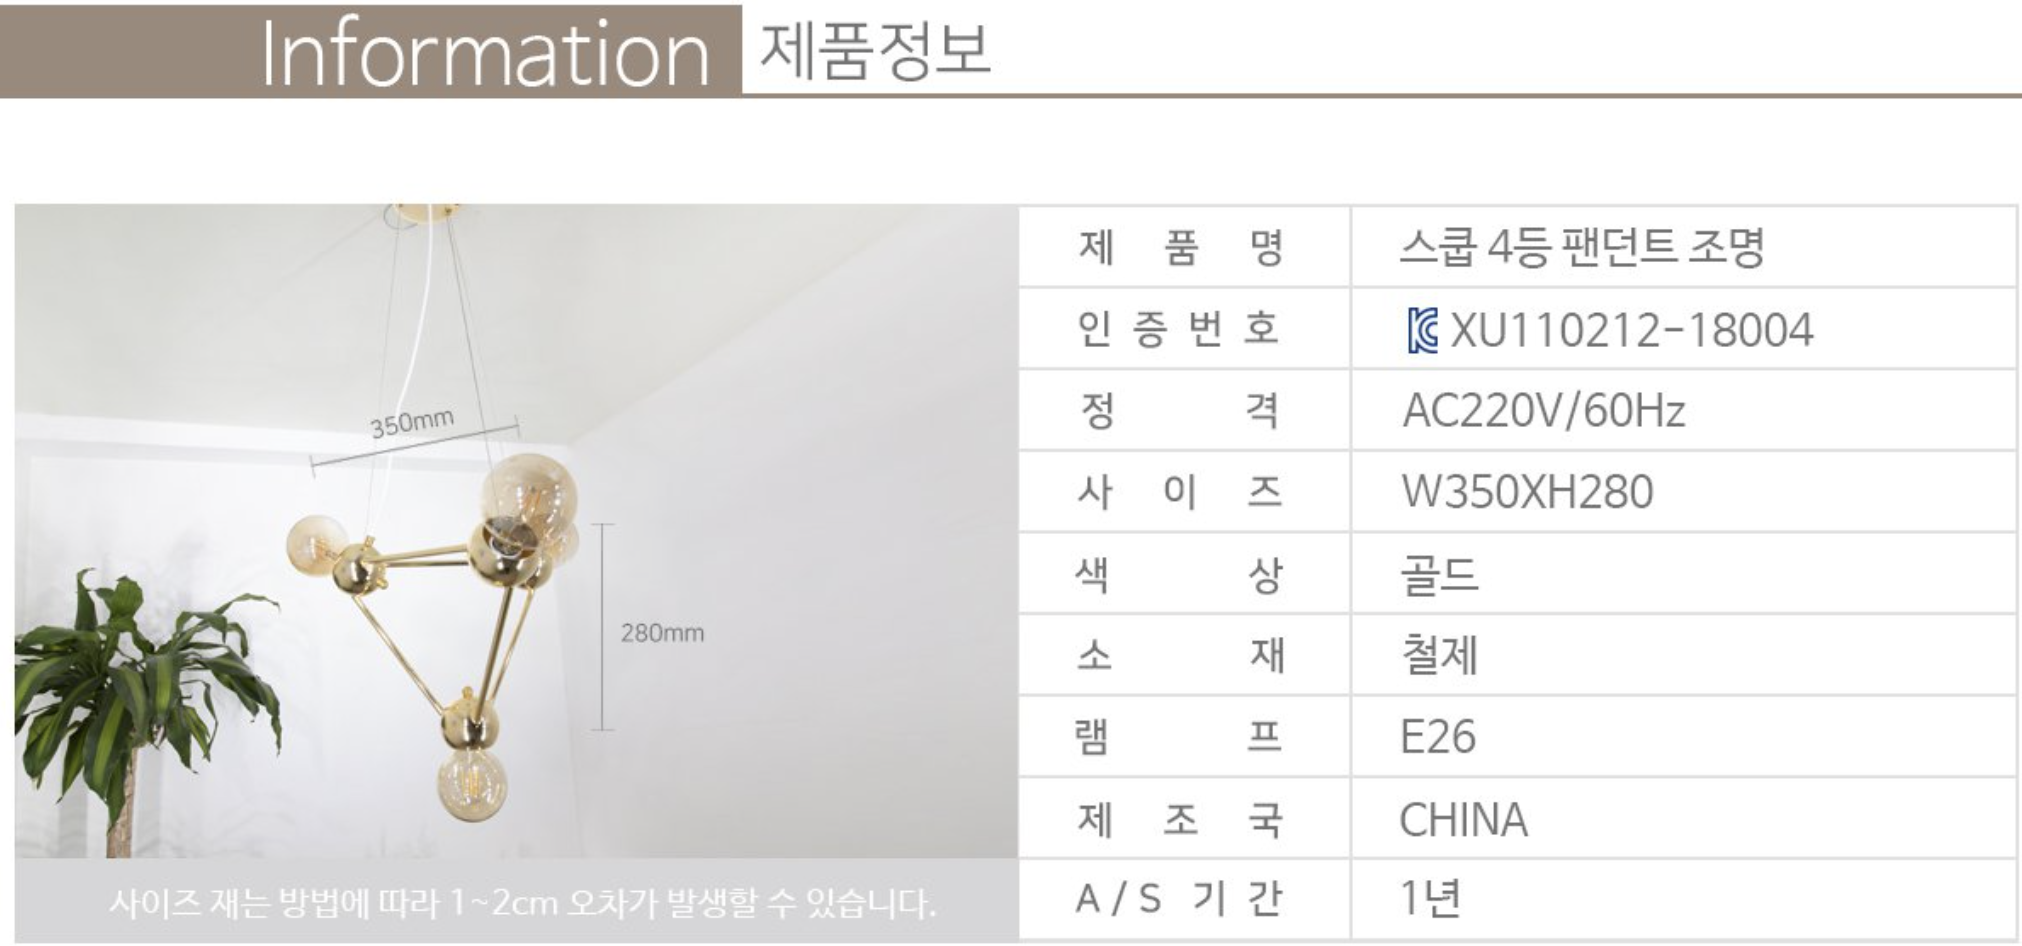 Information 제품정보
350mm
280mm
사이즈 재는 방법에 따라 1~2cm 오차가 발생할 수 있습니다.
제품명 스쿱 4등 팬던트 조명
인증번호 XU110212-18004
정격 AC220V/60Hz
사이즈 W350XH280
색상 골드
소재 철제
램프 E26
제조국 CHINA
A/S 기간 1년